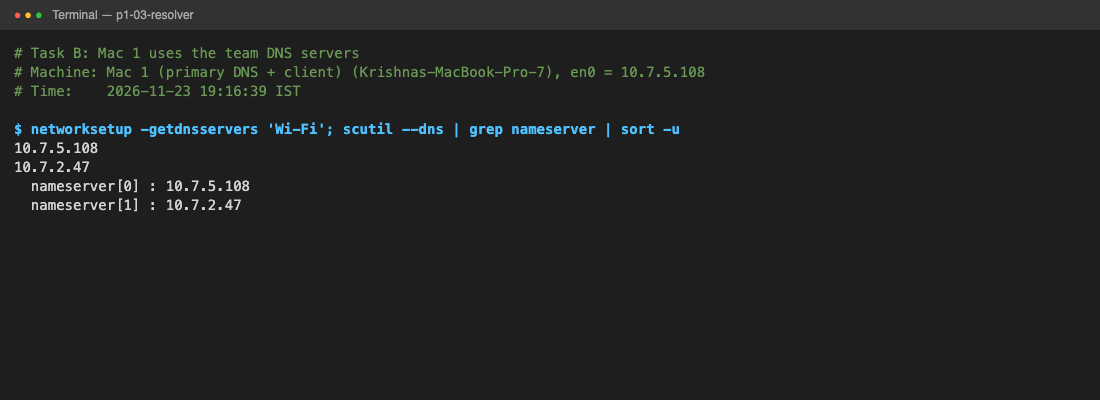 Terminal — p1-03-resolver
# Task B: Mac 1 uses the team DNS servers
# Machine: Mac 1 (primary DNS + client) (Krishnas-MacBook-Pro-7), en0 = 10.7.5.108
# Time:    2026-11-23 19:16:39 IST
$ networksetup -getdnsservers 'Wi-Fi'; scutil --dns | grep nameserver | sort -u
10.7.5.108
10.7.2.47
  nameserver[0] : 10.7.5.108
  nameserver[1] : 10.7.2.47